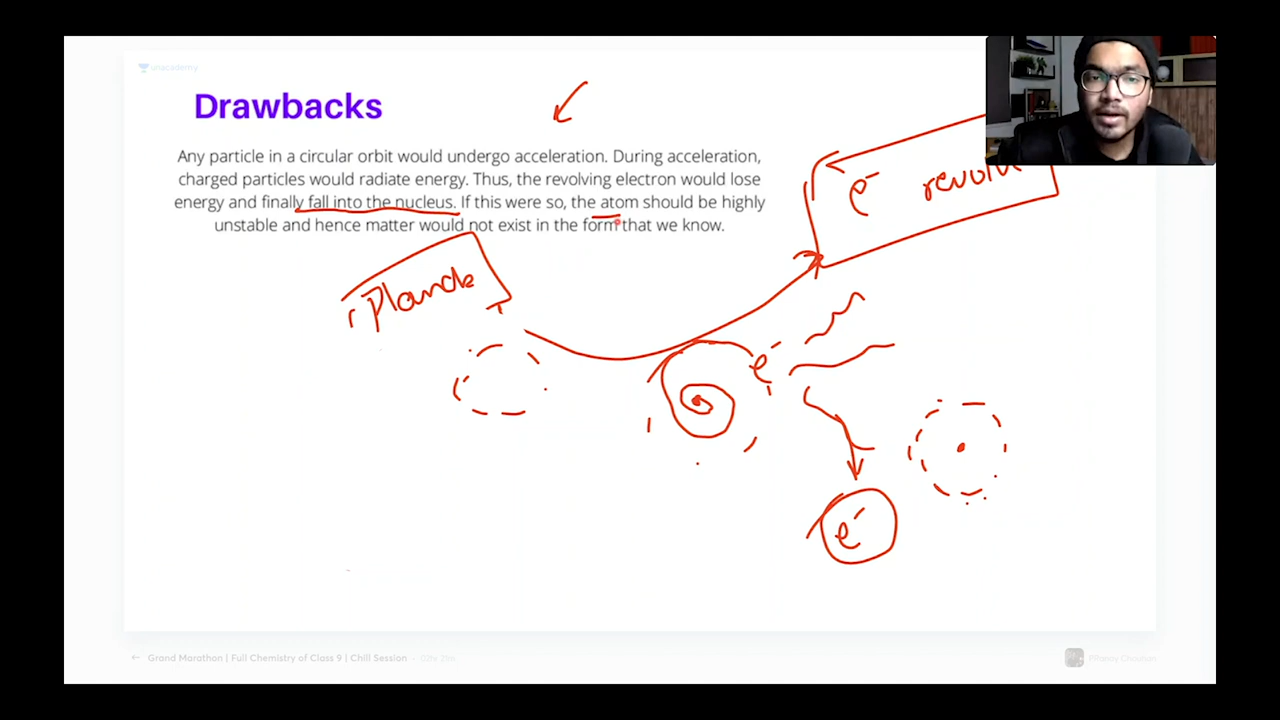 unacademy
Drawbacks
Any particle in a circular orbit would undergo acceleration. During acceleration,
charged particles would radiate energy. Thus, the revolving electron would lose
energy and finally fall into the nucleus. If this were so, the atom should be highly
unstable and hence matter would not exist in the form that we know.
e⁻
Planck
e⁻
e⁻
Grand Marathon | Full Chemistry of Class 9 | Chill Session